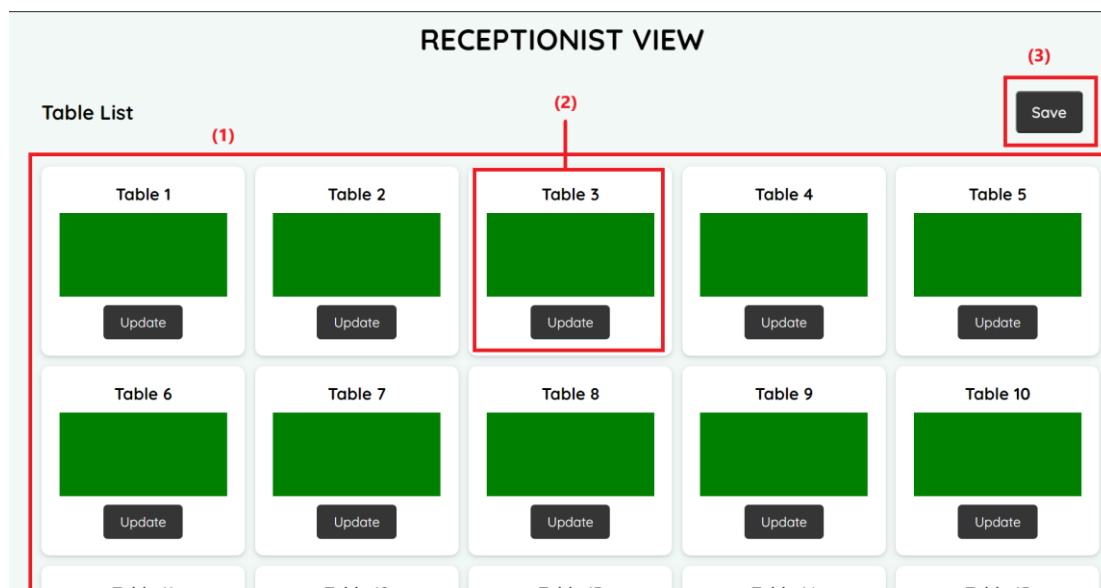 RECEPTIONIST VIEW
(3)
Table List
(2)
Save
(1)
Table 1 Table 2 Table 3 Table 4 Table 5
Update Update Update Update Update
Table 6 Table 7 Table 8 Table 9 Table 10
Update Update Update Update Update